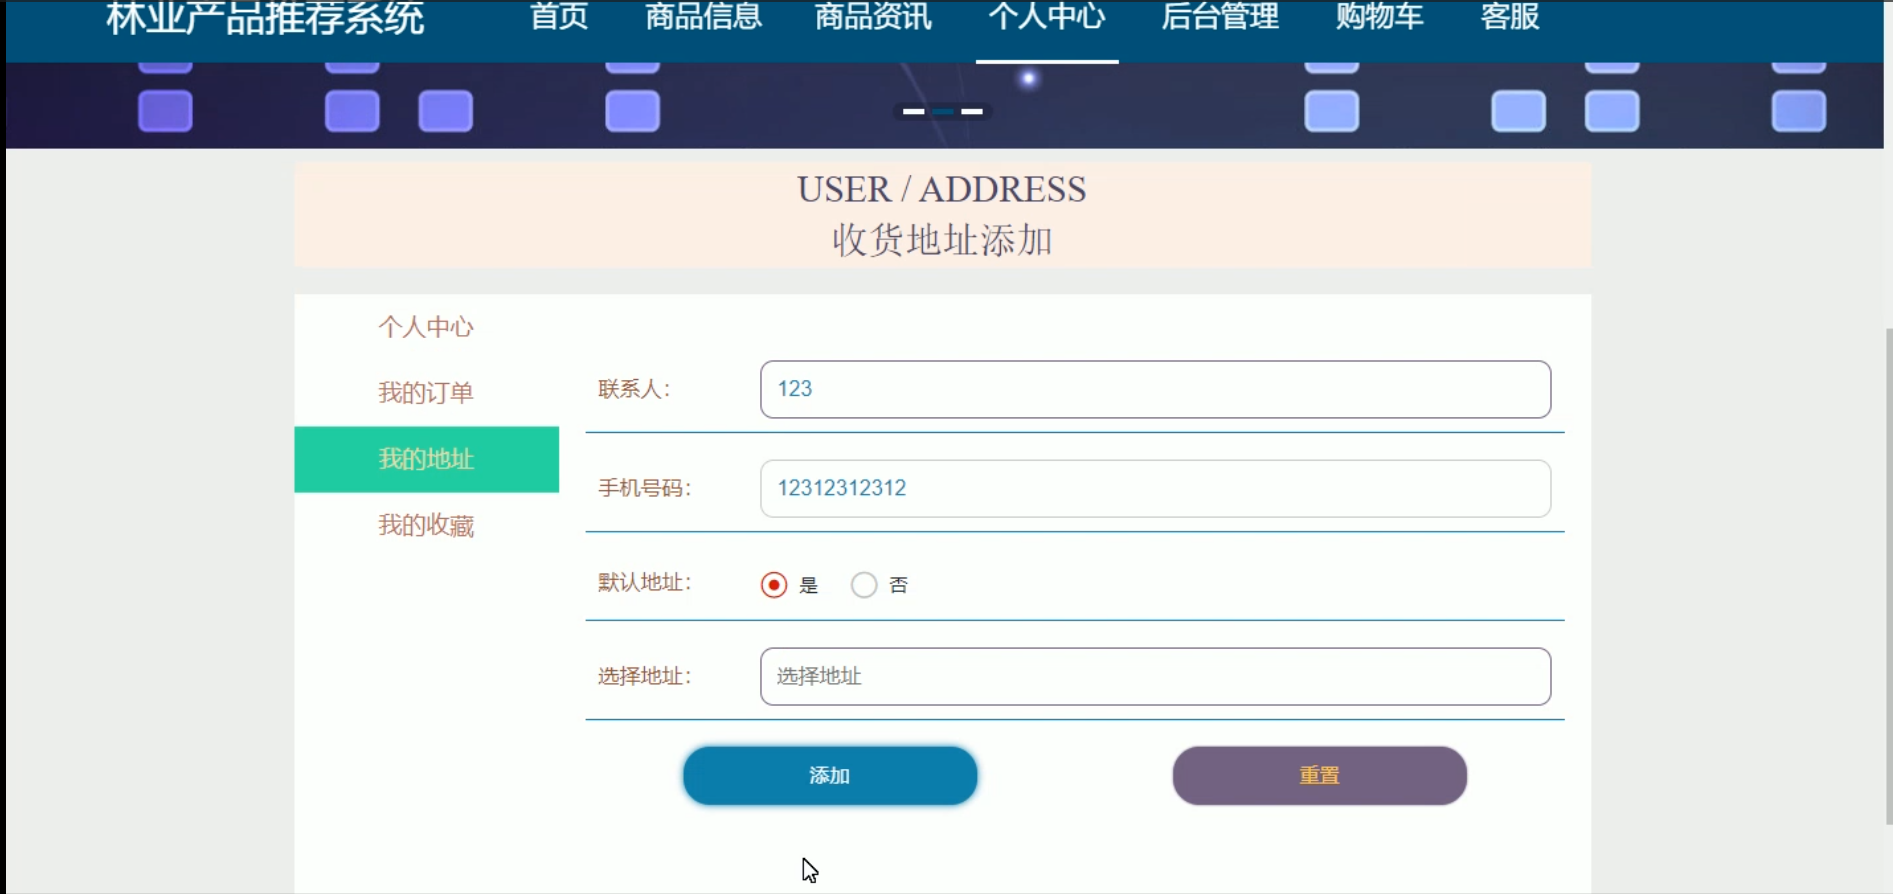 林业产品推荐系统 首页 商品信息 商品资讯 个人中心 后台管理 购物车 客服
USER / ADDRESS
收货地址添加
个人中心
我的订单
我的地址
我的收藏
联系人： 123
手机号码： 12312312312
默认地址： 是 否
选择地址： 选择地址
添加 重置